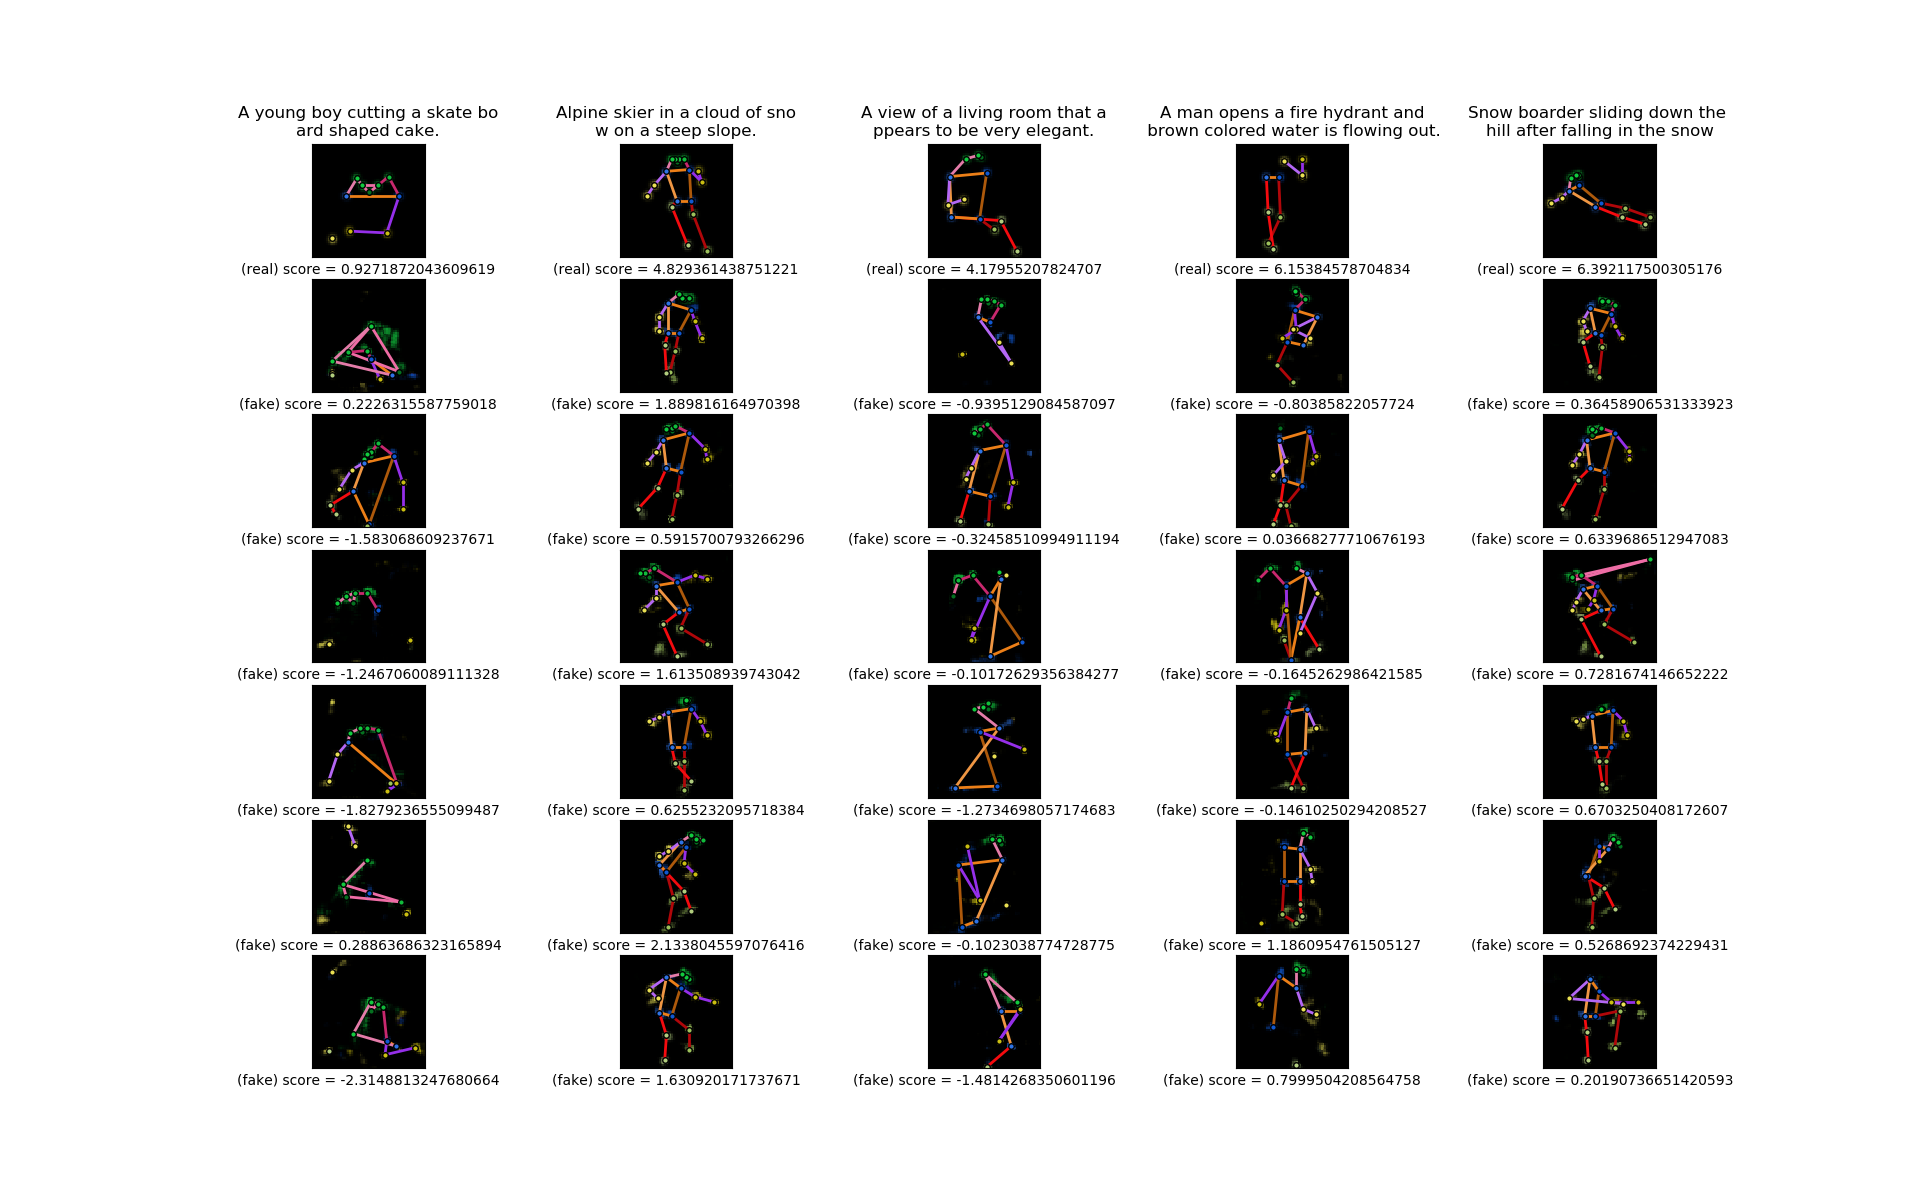 A young boy cutting a skate bo
ard shaped cake.
Alpine skier in a cloud of sno
w on a steep slope.
A view of a living room that a
ppears to be very elegant.
A man opens a fire hydrant and
brown colored water is flowing out.
Snow boarder sliding down the
hill after falling in the snow
(real) score = 0.9271872043609619
(real) score = 4.829361438751221
(real) score = 4.17955207824707
(real) score = 6.15384578704834
(real) score = 6.392117500305176
(fake) score = 0.2226315587759018
(fake) score = 1.889816164970398
(fake) score = -0.9395129084587097
(fake) score = -0.80385822057724
(fake) score = 0.36458906531333923
(fake) score = -1.583068609237671
(fake) score = 0.5915700793266296
(fake) score = -0.32458510994911194
(fake) score = 0.03668277710676193
(fake) score = 0.6339686512947083
(fake) score = -1.2467060089111328
(fake) score = 1.613508939743042
(fake) score = -0.10172629356384277
(fake) score = -0.1645262986421585
(fake) score = 0.7281674146652222
(fake) score = -1.8279236555099487
(fake) score = 0.6255232095718384
(fake) score = -1.2734698057174683
(fake) score = -0.14610250294208527
(fake) score = 0.6703250408172607
(fake) score = 0.28863686323165894
(fake) score = 2.1338045597076416
(fake) score = -0.1023038774728775
(fake) score = 1.1860954761505127
(fake) score = 0.5268692374229431
(fake) score = -2.3148813247680664
(fake) score = 1.630920171737671
(fake) score = -1.4814268350601196
(fake) score = 0.7999504208564758
(fake) score = 0.20190736651420593